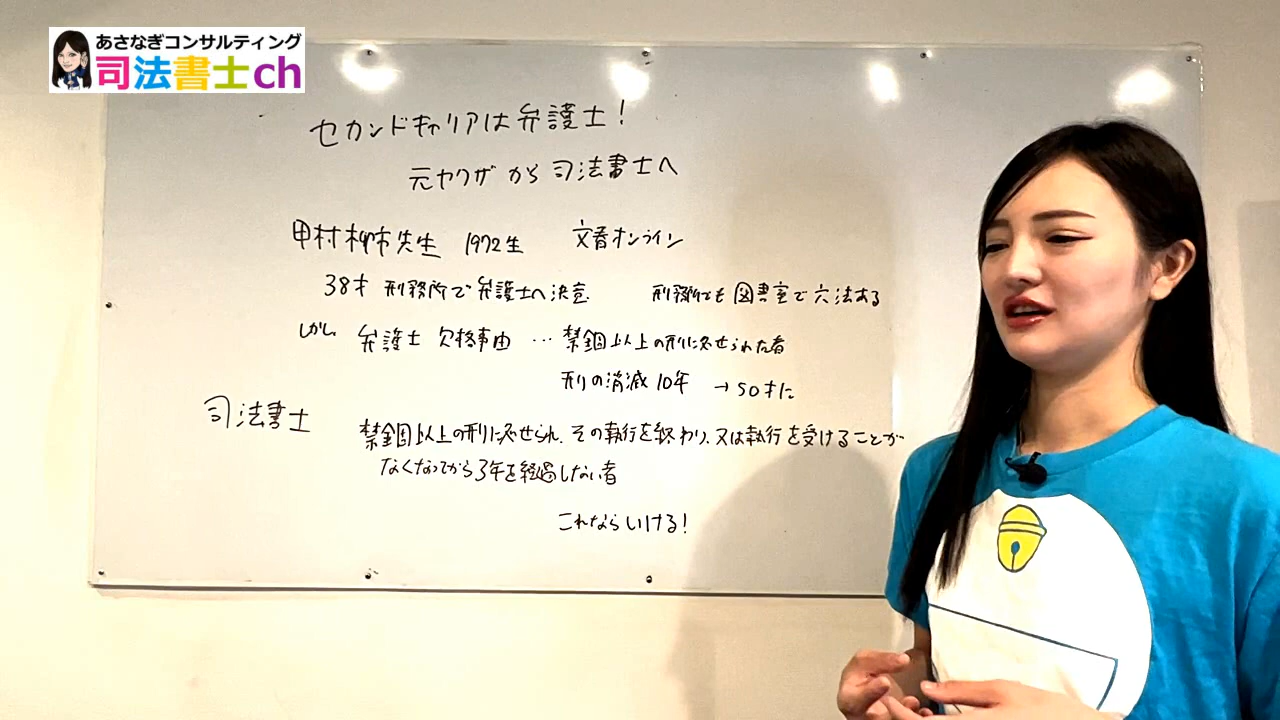 あさなぎコンサルティング
司法書士ch
セカンドキャリアは弁護士!
元ヤクザから司法書士へ
甲村柳市先生 1972生 文春オンライン
38才 刑務所で弁護士へ決意 刑務所でも図書室で六法ある
しかし 弁護士 欠格事由 … 禁錮以上の刑に処せられた者
刑の消滅10年 → 50才に
司法書士 禁錮以上の刑に処せられ、その執行を終わり、又は執行を受けることが
なくなってから3年を経過しない者
これならいける!